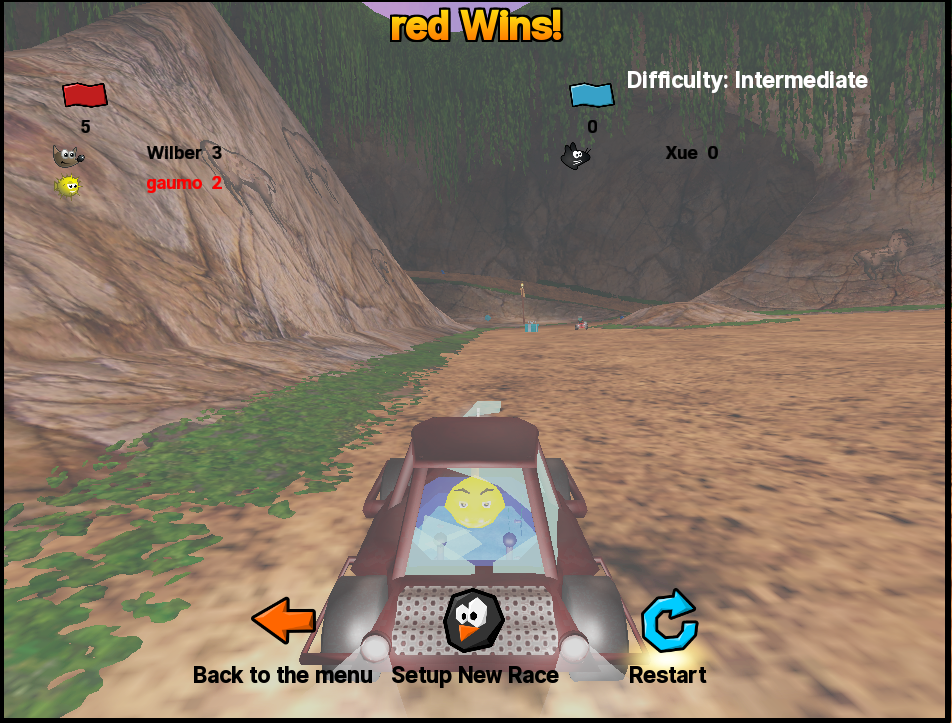 red Wins!
Difficulty: Intermediate
5
0
Wilber 3
Xue 0
gaumo 2
Back to the menu
Setup New Race
Restart